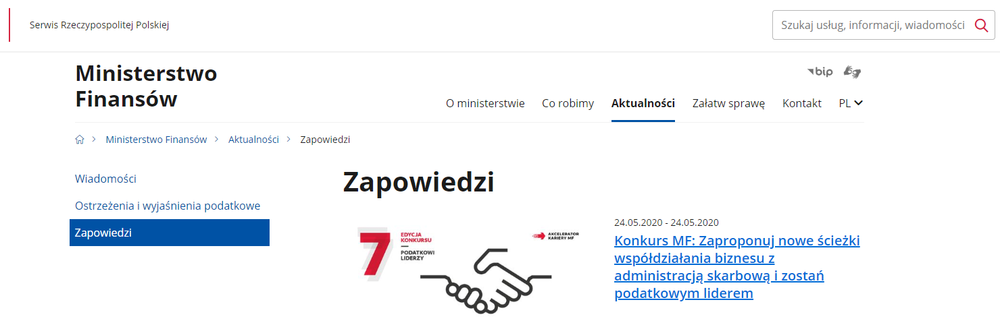 Serwis Rzeczypospolitej Polskiej
Szukaj usług, informacji, wiadomości
Ministerstwo
Finansów
bip
O ministerstwie Co robimy Aktualności Załatw sprawę Kontakt PL
Ministerstwo Finansów Aktualności Zapowiedzi
Wiadomości
Ostrzeżenia i wyjaśnienia podatkowe
Zapowiedzi
Zapowiedzi
7
EDYCJA
KONKURSU
PODATKOWI
LIDERZY
AKCELERATOR
KARIERY MF
24.05.2020 - 24.05.2020
Konkurs MF: Zaproponuj nowe ścieżki
współdziałania biznesu z
administracją skarbową i zostań
podatkowym liderem